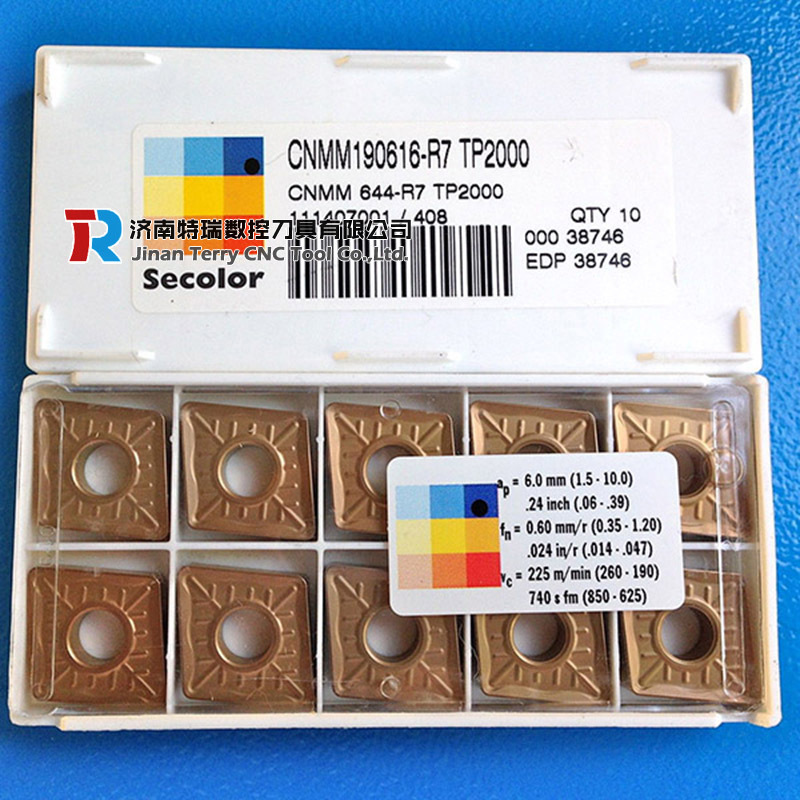 CNMM190616-R7 TP2000
CNMM 644-R7 TP2000
111407001 / 408
QTY 10
000 38746
EDP 38746
TR 济南特瑞数控刀具有限公司
Jinan Terry CNC Tool Co.,Ltd.
Secolor
ap = 6.0 mm (1.5 - 10.0)
.24 inch (.06 - .39)
fn = 0.60 mm/r (0.35 - 1.20)
.024 in/r (.014 - .047)
vc = 225 m/min (260 - 190)
740 s fm (850 - 625)